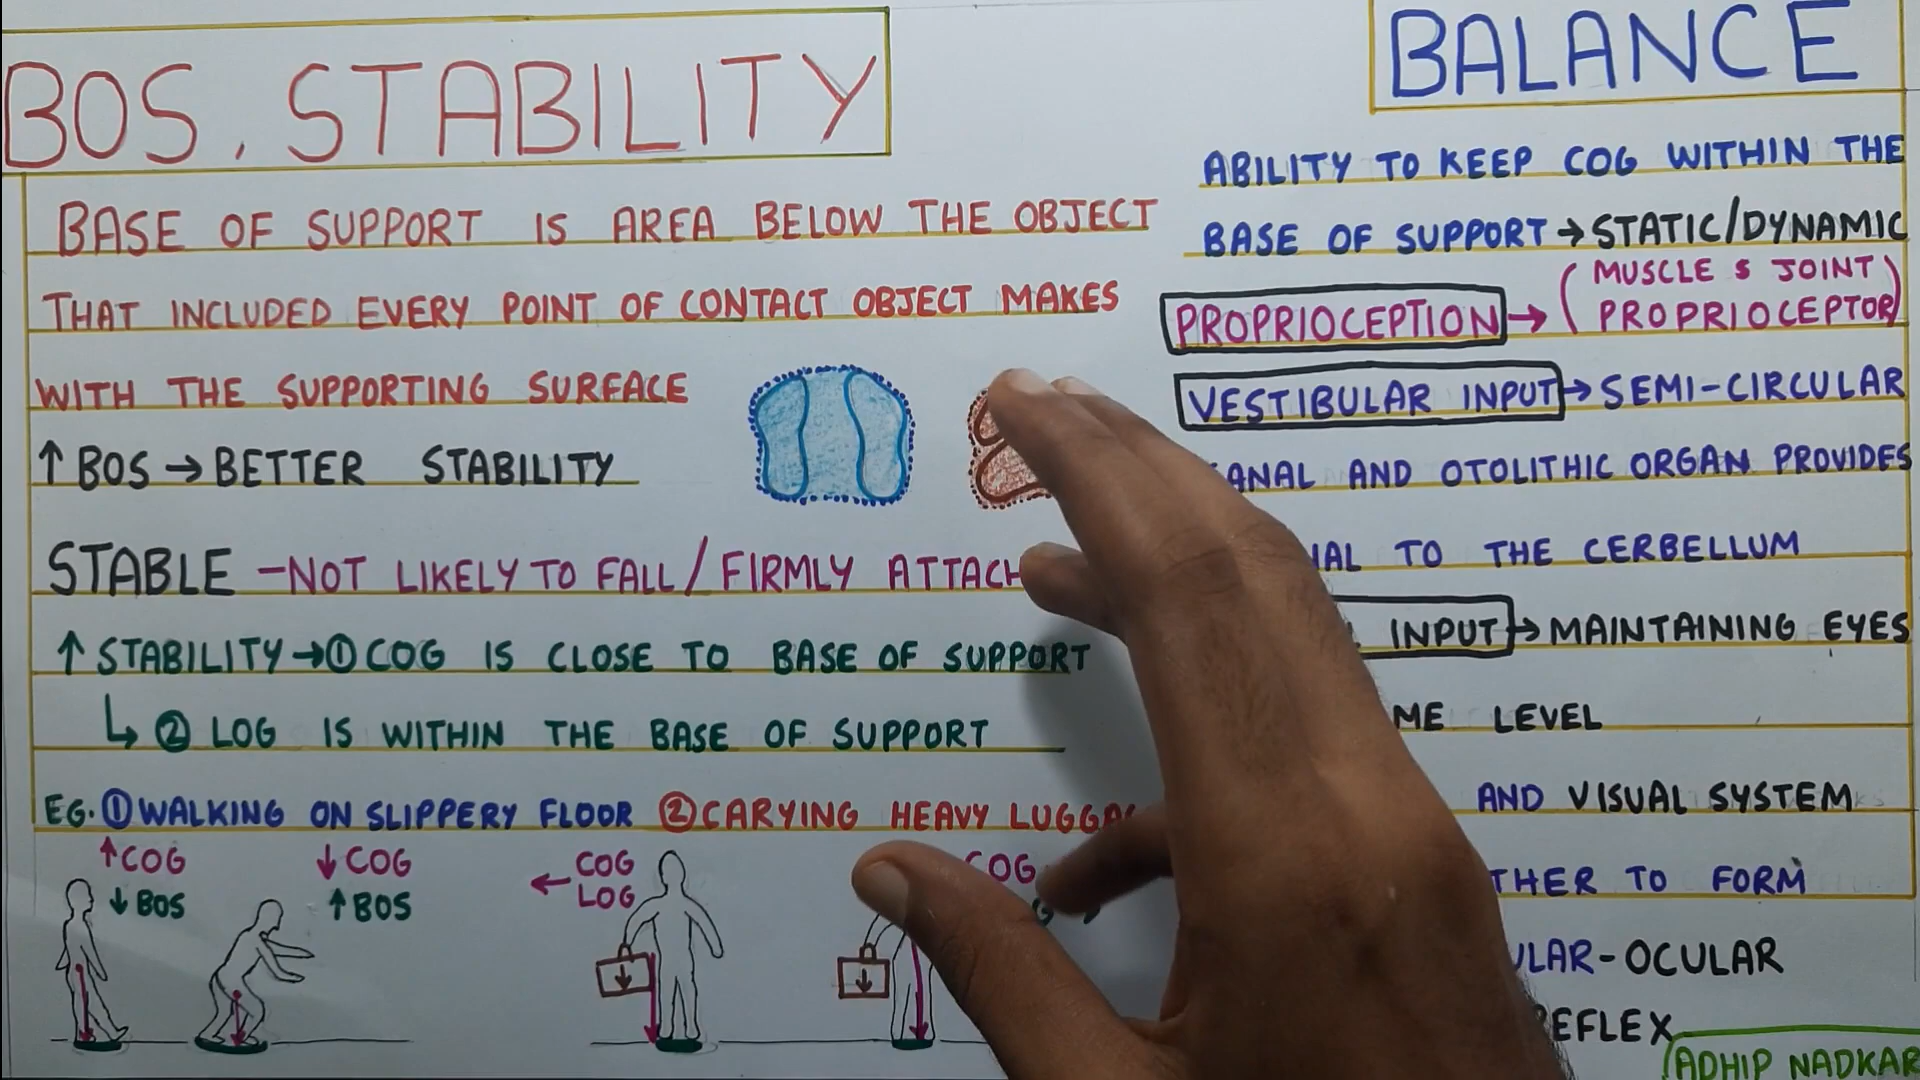 BOS, STABILITY
BASE OF SUPPORT IS AREA BELOW THE OBJECT
THAT INCLUDED EVERY POINT OF CONTACT OBJECT MAKES
WITH THE SUPPORTING SURFACE
↑ BOS → BETTER STABILITY
STABLE - NOT LIKELY TO FALL / FIRMLY ATTACH
↑ STABILITY → ① COG IS CLOSE TO BASE OF SUPPORT
↳ ② LOG IS WITHIN THE BASE OF SUPPORT
EG. ① WALKING ON SLIPPERY FLOOR ② CARYING HEAVY LUGGA
↑ COG
↓ BOS
↓ COG
↑ BOS
← COG
LOG
COG
BALANCE
ABILITY TO KEEP COG WITHIN THE
BASE OF SUPPORT → STATIC/DYNAMIC
PROPRIOCEPTION → (MUSCLE & JOINT
PROPRIOCEPTOR)
VESTIBULAR INPUT → SEMI-CIRCULAR
ANAL AND OTOLITHIC ORGAN PROVIDES
NAL TO THE CERBELLUM
INPUT → MAINTAINING EYES
ME LEVEL
AND VISUAL SYSTEM
THER TO FORM
ULAR-OCULAR
REFLEX
ADHIP NADKAR